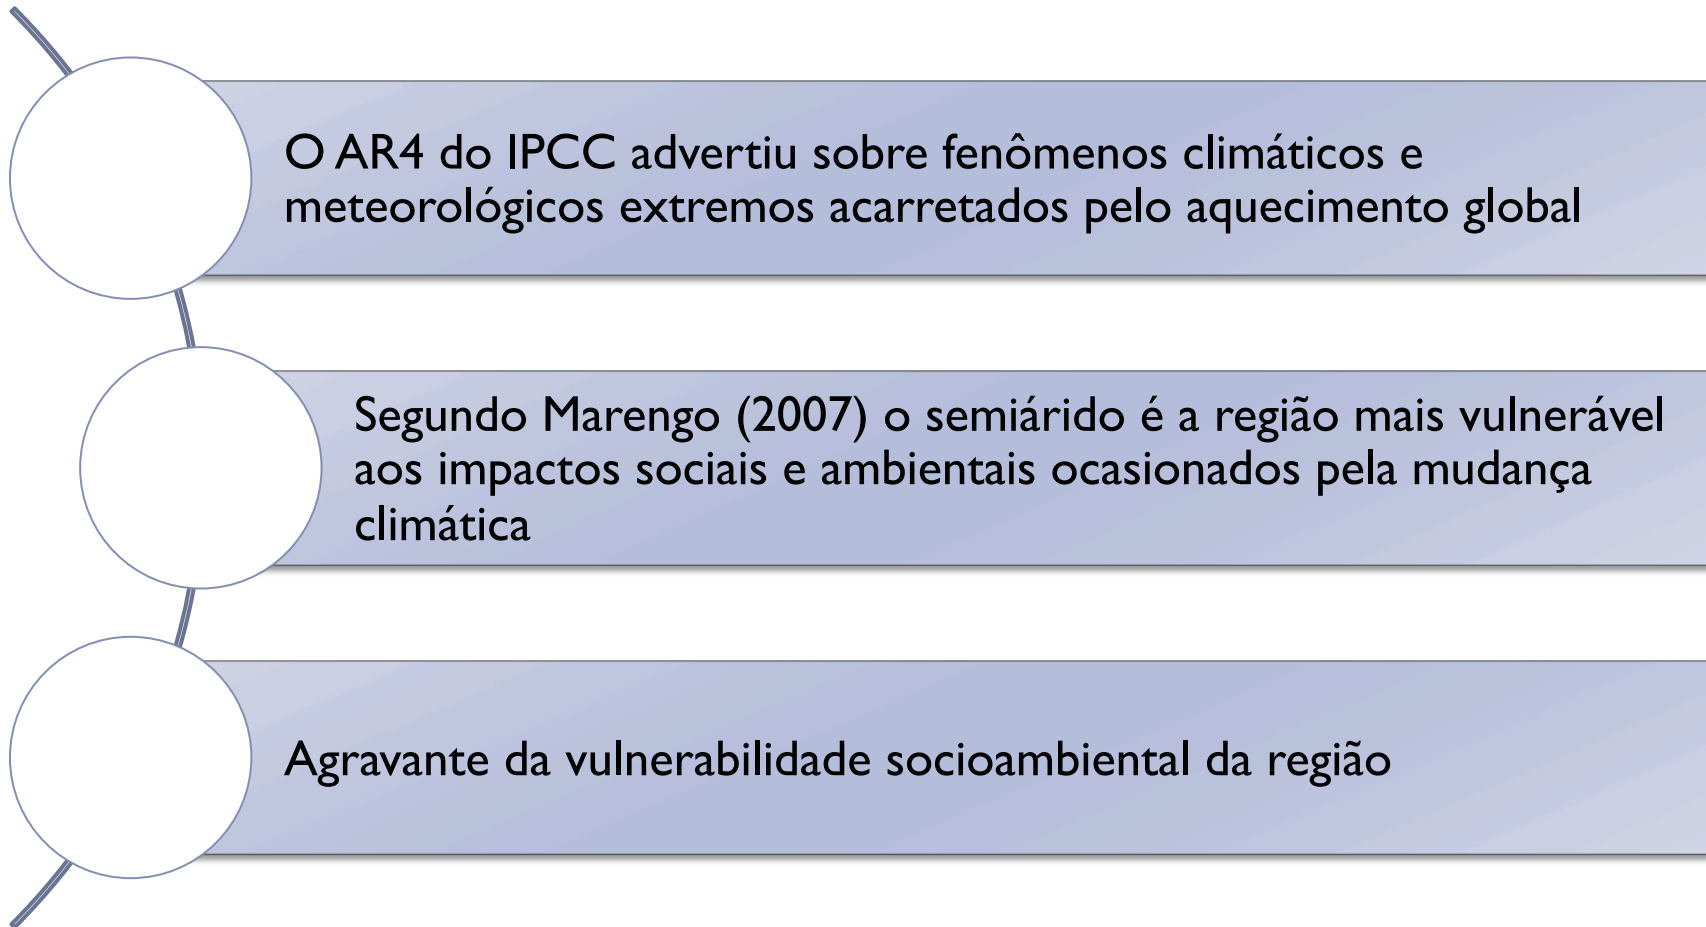 O AR4 do IPCC advertiu sobre fenômenos climáticos e
meteorológicos extremos acarretados pelo aquecimento global
Segundo Marengo (2007) o semiárido é a região mais vulnerável
aos impactos sociais e ambientais ocasionados pela mudança
climática
Agravante da vulnerabilidade socioambiental da região